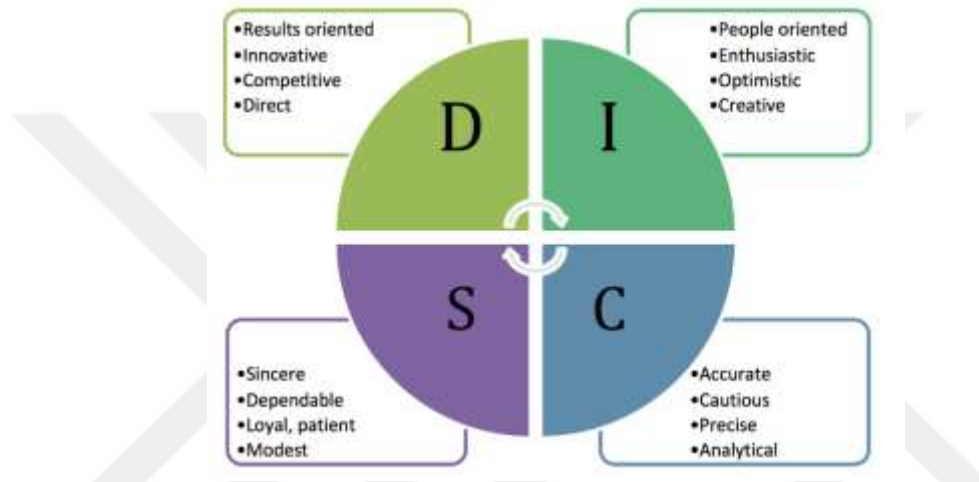 •Results oriented
•Innovative
•Competitive
•Direct
•People oriented
•Enthusiastic
•Optimistic
•Creative
D
I
S
C
•Sincere
•Dependable
•Loyal, patient
•Modest
•Accurate
•Cautious
•Precise
•Analytical